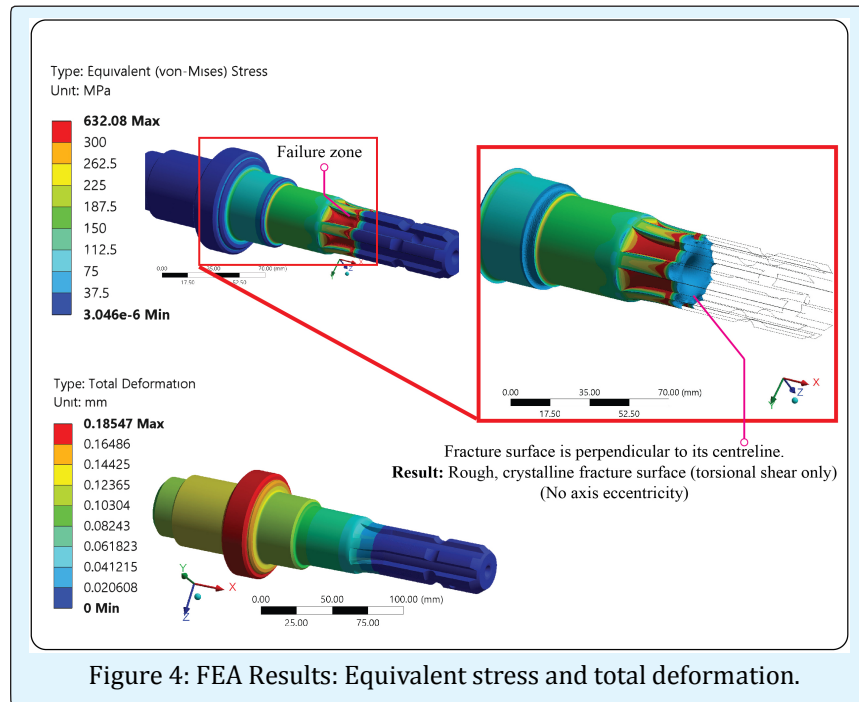 Type: Equivalent (von-Mises) Stress
Unit: MPa
632.08 Max
300
262.5
225
187.5
150
112.5
75
37.5
3.046e-6 Min
Failure zone
0.00
35.00
70.00 (mm)
17.50
52.50
X
Y
Z
0.00
35.00
70.00 (mm)
17.50
52.50
X
Y
Z
Fracture surface is perpendicular to its centreline.
Result: Rough, crystalline fracture surface (torsional shear only)
(No axis eccentricity)
Type: Total Deformation
Unit: mm
0.18547 Max
0.16486
0.14425
0.12365
0.10304
0.08243
0.061823
0.041215
0.020608
0 Min
Y
X
Z
0.00
50.00
100.00 (mm)
25.00
75.00
Figure 4: FEA Results: Equivalent stress and total deformation.